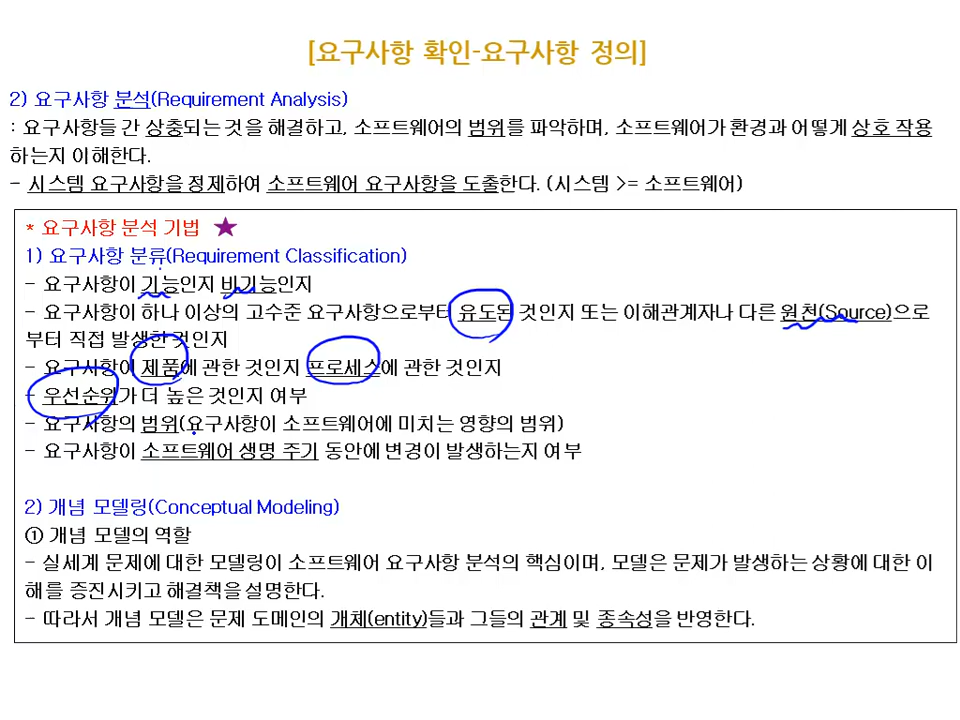 [요구사항 확인-요구사항 정의]
2) 요구사항 분석(Requirement Analysis)
: 요구사항들 간 상충되는 것을 해결하고, 소프트웨어의 범위를 파악하며, 소프트웨어가 환경과 어떻게 상호 작용
하는지 이해한다.
- 시스템 요구사항을 정제하여 소프트웨어 요구사항을 도출한다. (시스템 >= 소프트웨어)
* 요구사항 분석 기법 ★
1) 요구사항 분류(Requirement Classification)
- 요구사항이 기능인지 비기능인지
- 요구사항이 하나 이상의 고수준 요구사항으로부터 유도된 것인지 또는 이해관계자나 다른 원천(Source)으로
부터 직접 발생한 것인지
- 요구사항이 제품에 관한 것인지 프로세스에 관한 것인지
- 우선순위가 더 높은 것인지 여부
- 요구사항의 범위(요구사항이 소프트웨어에 미치는 영향의 범위)
- 요구사항이 소프트웨어 생명 주기 동안에 변경이 발생하는지 여부
2) 개념 모델링(Conceptual Modeling)
① 개념 모델의 역할
- 실세계 문제에 대한 모델링이 소프트웨어 요구사항 분석의 핵심이며, 모델은 문제가 발생하는 상황에 대한 이
해를 증진시키고 해결책을 설명한다.
- 따라서 개념 모델은 문제 도메인의 개체(entity)들과 그들의 관계 및 종속성을 반영한다.